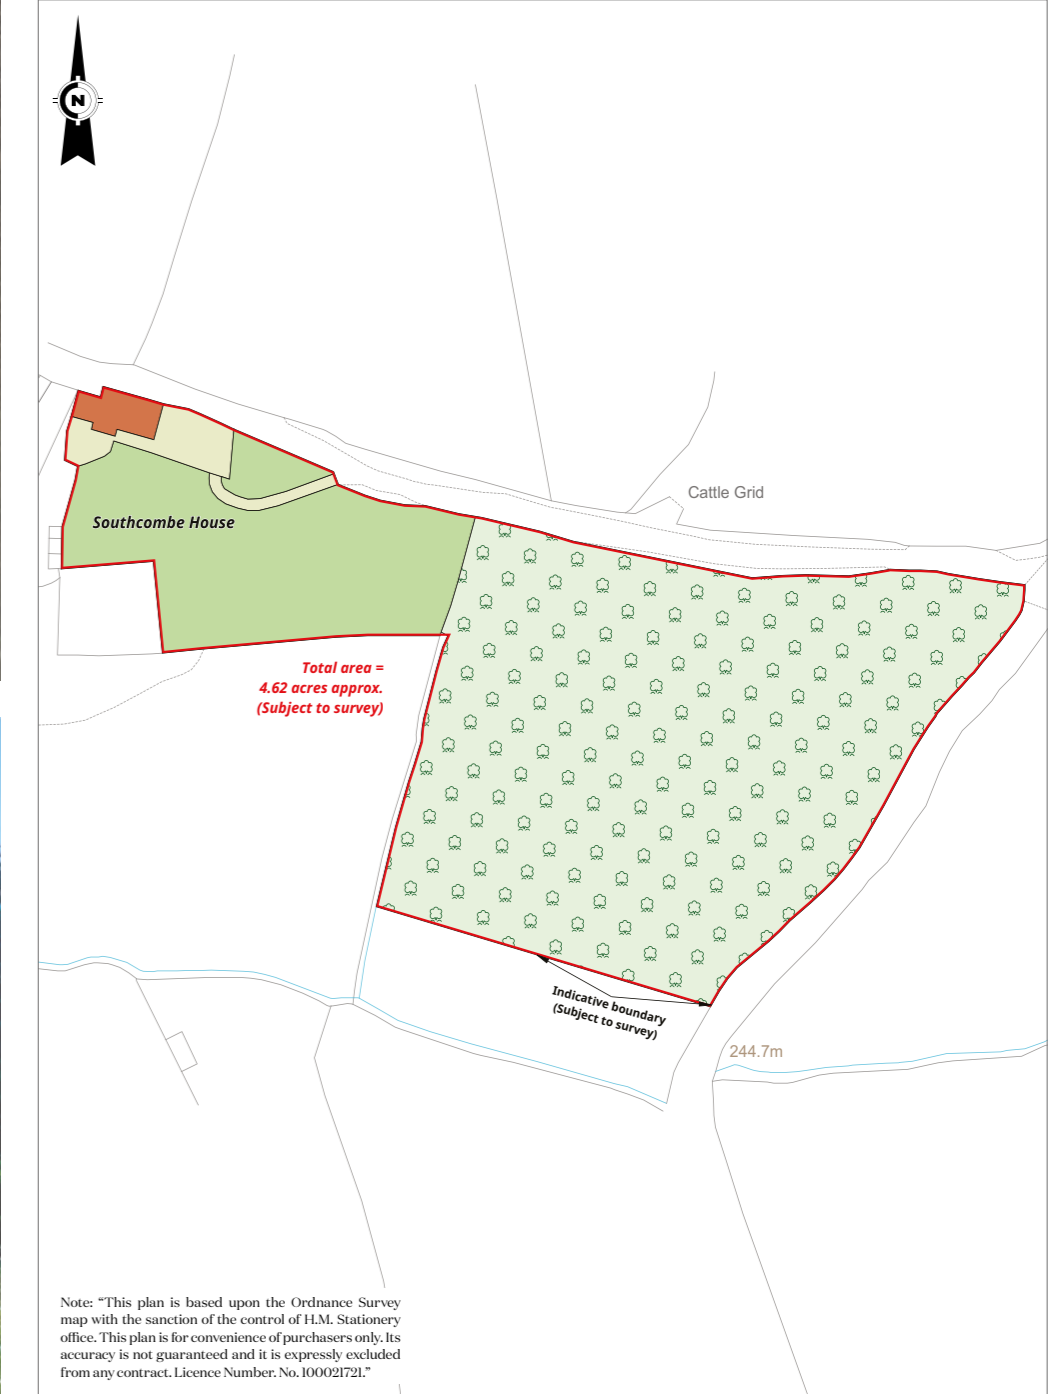 N
Cattle Grid
Southcombe House
Total area =
4.62 acres approx.
(Subject to survey)
Indicative boundary
(Subject to survey)
244.7m
Note: “This plan is based upon the Ordnance Survey
map with the sanction of the control of H.M. Stationery
office. This plan is for convenience of purchasers only. Its
accuracy is not guaranteed and it is expressly excluded
from any contract. Licence Number. No. 100021721.”